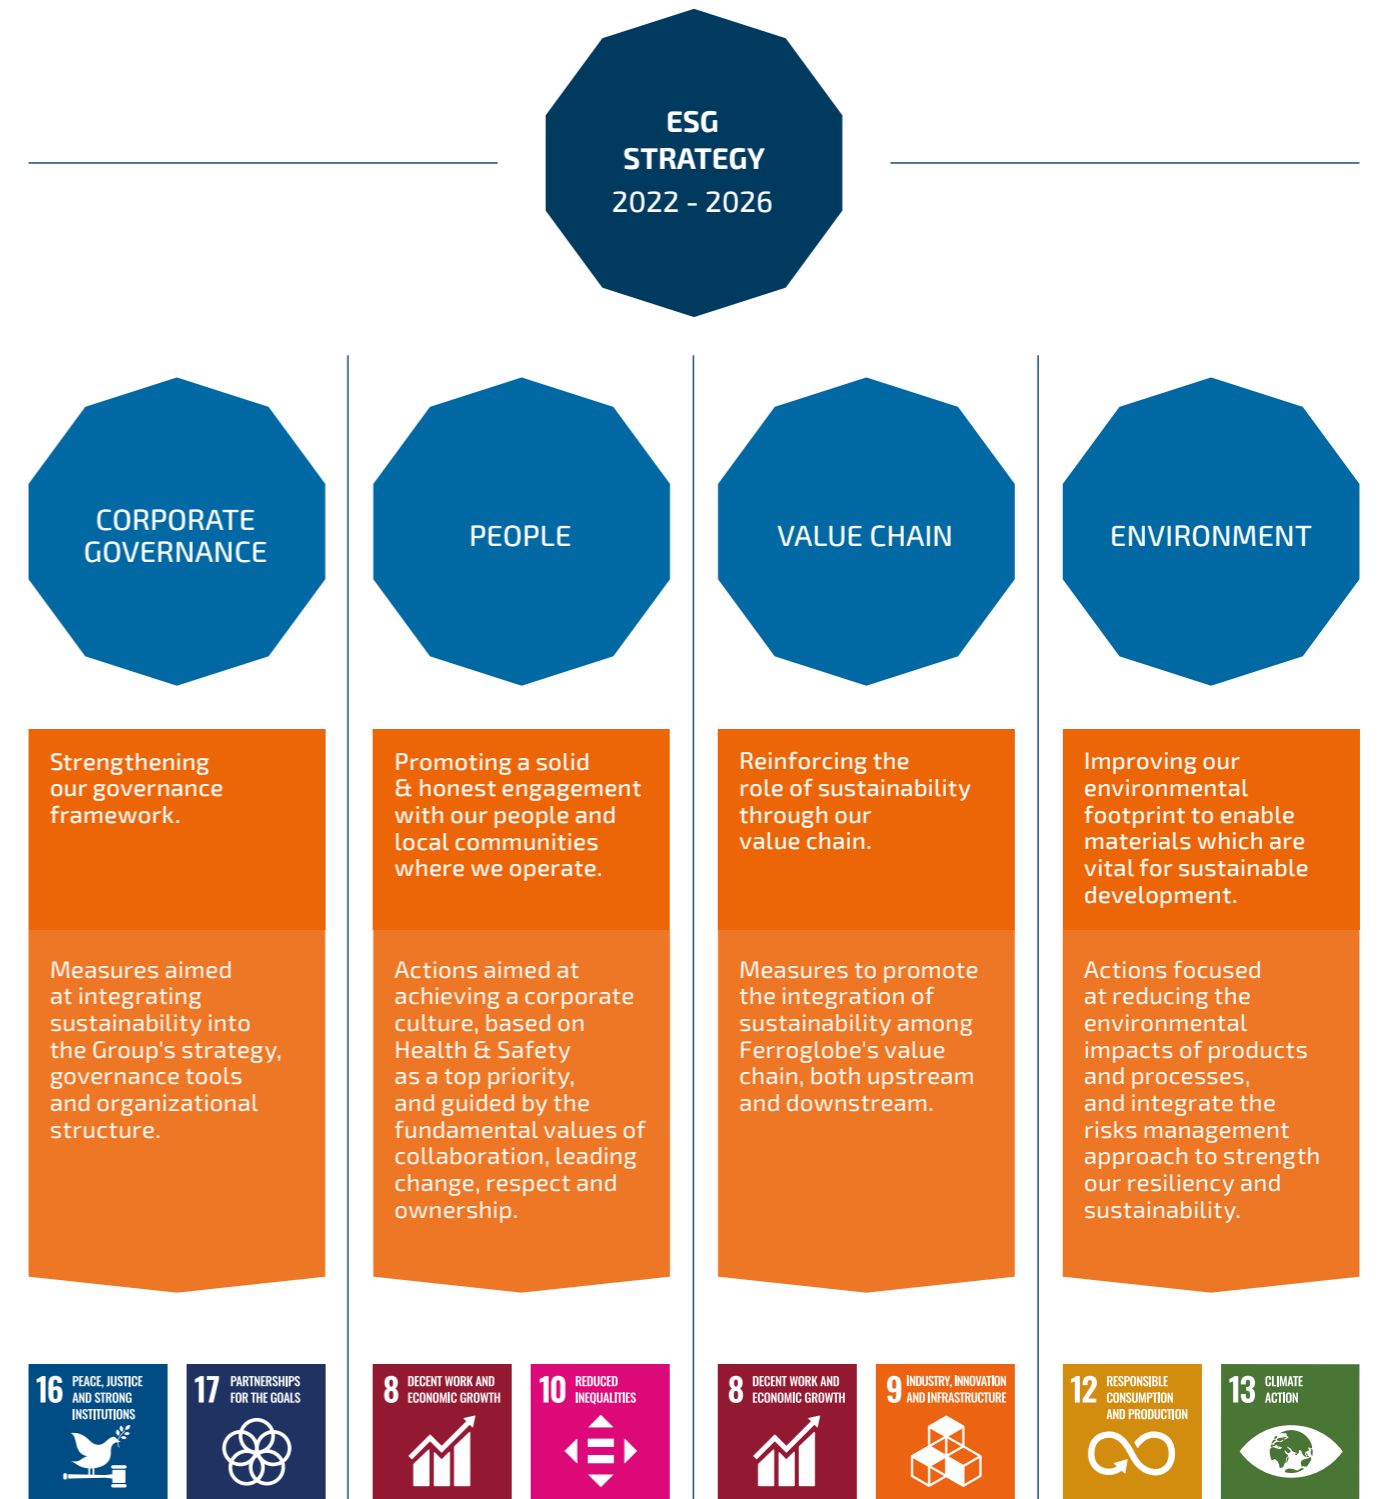 ESG
STRATEGY
2022 - 2026
CORPORATE
GOVERNANCE
PEOPLE
VALUE CHAIN
ENVIRONMENT
Strengthening
our governance
framework.
Promoting a solid
& honest engagement
with our people and
local communities
where we operate.
Reinforcing the
role of sustainability
through our
value chain.
Improving our
environmental
footprint to enable
materials which are
vital for sustainable
development.
Measures aimed
at integrating
sustainability into
the Group's strategy,
governance tools
and organizational
structure.
Actions aimed at
achieving a corporate
culture, based on
Health & Safety
as a top priority,
and guided by the
fundamental values of
collaboration, leading
change, respect and
ownership.
Measures to promote
the integration of
sustainability among
Ferroglobe's value
chain, both upstream
and downstream.
Actions focused
at reducing the
environmental
impacts of products
and processes,
and integrate the
risks management
approach to strength
our resiliency and
sustainability.
16 PEACE, JUSTICE
AND STRONG
INSTITUTIONS
17 PARTNERSHIPS
FOR THE GOALS
8 DECENT WORK AND
ECONOMIC GROWTH
10 REDUCED
INEQUALITIES
8 DECENT WORK AND
ECONOMIC GROWTH
9 INDUSTRY, INNOVATION
AND INFRASTRUCTURE
12 RESPONSIBLE
CONSUMPTION
AND PRODUCTION
13 CLIMATE
ACTION